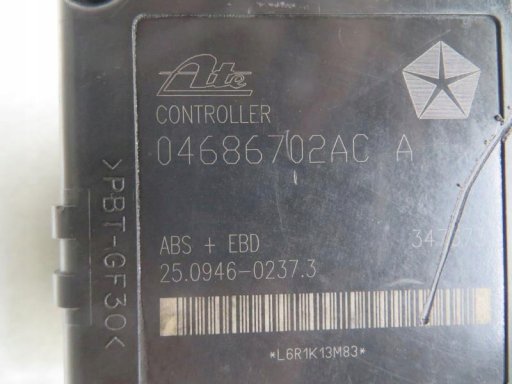 Ate
CONTROLLER
04686702AC A
ABS + EBD
25.0946-0237.3
*L6R1K13M83*
>PBT-GF30<